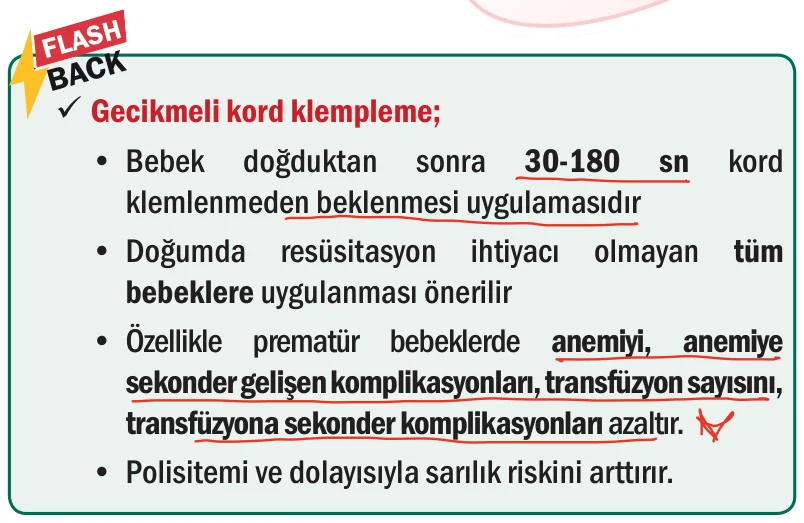 FLASH
BACK
✓ Gecikmeli kord klempleme;
• Bebek doğduktan sonra 30-180 sn kord
klemlenmeden beklenmesi uygulamasıdır
• Doğumda resüsitasyon ihtiyacı olmayan tüm
bebeklere uygulanması önerilir
• Özellikle prematür bebeklerde anemiyi, anemiye
sekonder gelişen komplikasyonları, transfüzyon sayısını,
transfüzyona sekonder komplikasyonları azaltır.
• Polisitemi ve dolayısıyla sarılık riskini arttırır.